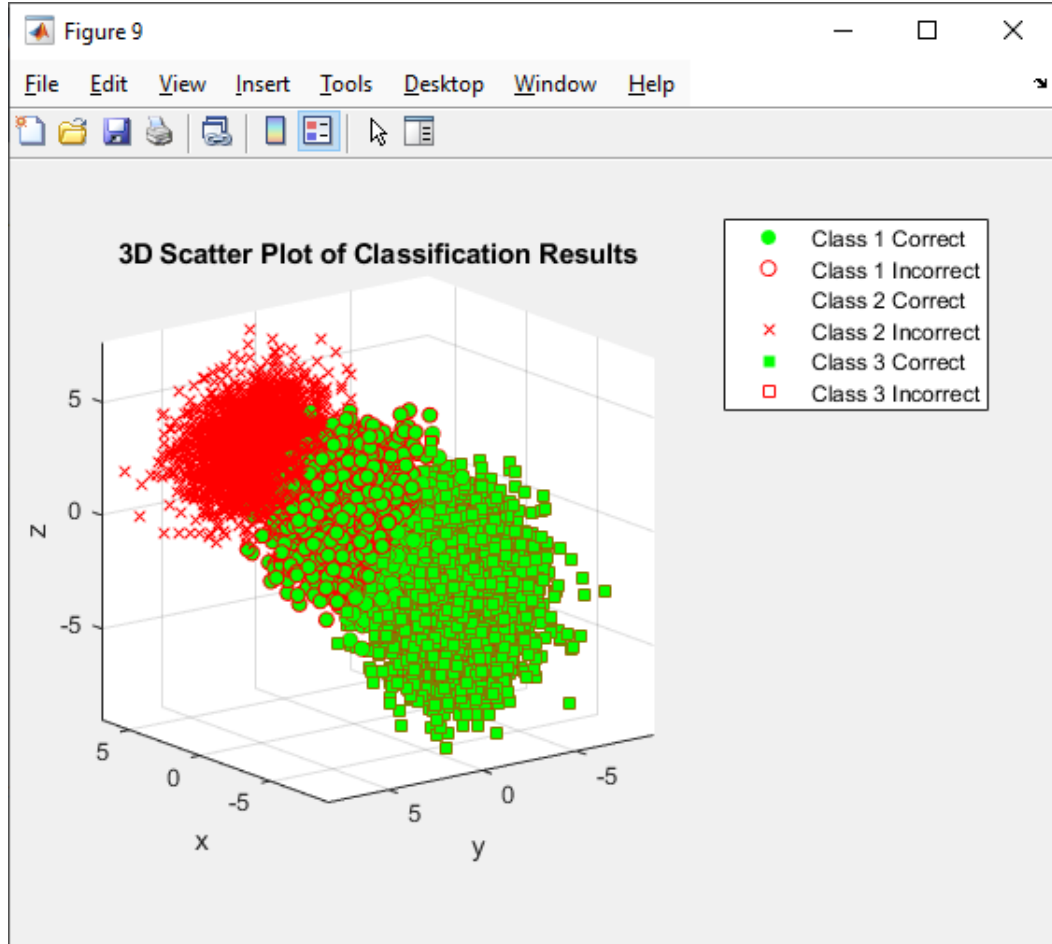 Figure 9
File Edit View Insert Tools Desktop Window Help
3D Scatter Plot of Classification Results
Class 1 Correct
Class 1 Incorrect
Class 2 Correct
Class 2 Incorrect
Class 3 Correct
Class 3 Incorrect
5
0
-5
z
5
0
-5
x
5
0
-5
y